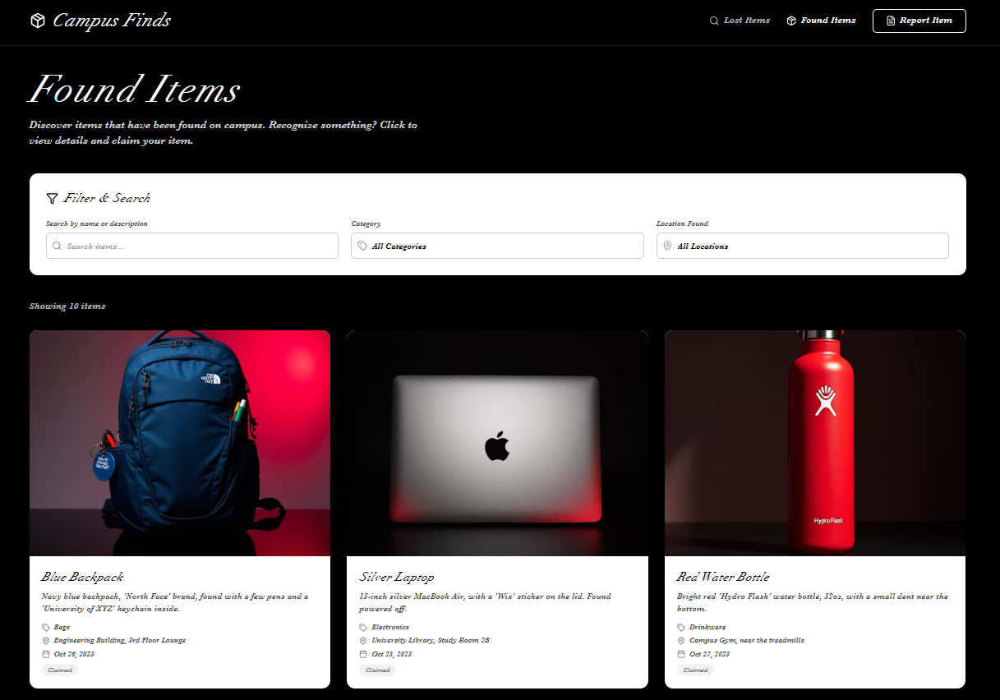 Campus Finds
Lost Items
Found Items
Report Item
Found Items
Discover items that have been found on campus. Recognize something? Click to
view details and claim your item.
Filter & Search
Search by name or description
Category
Location Found
Search items...
All Categories
All Locations
Showing 10 items
HydroFlask
Blue Backpack
Navy blue backpack, 'North Face' brand, found with a few pens and a
'University of XYZ' keychain inside.
Bags
Engineering Building, 3rd Floor Lounge
Oct 26, 2023
Claimed
Silver Laptop
13-inch silver MacBook Air, with a 'Wix' sticker on the lid. Found
powered off.
Electronics
University Library, Study Room 2B
Oct 25, 2023
Claimed
Red Water Bottle
Bright red 'Hydro Flask' water bottle, 32oz, with a small dent near the
bottom.
Drinkware
Campus Gym, near the treadmills
Oct 27, 2023
Claimed